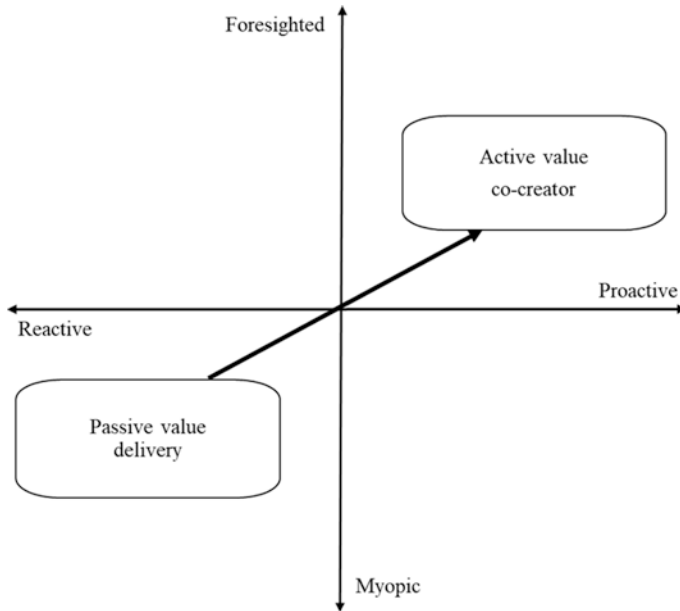 Foresighted
Active value
co-creator
Proactive
Reactive
Passive value
delivery
Myopic